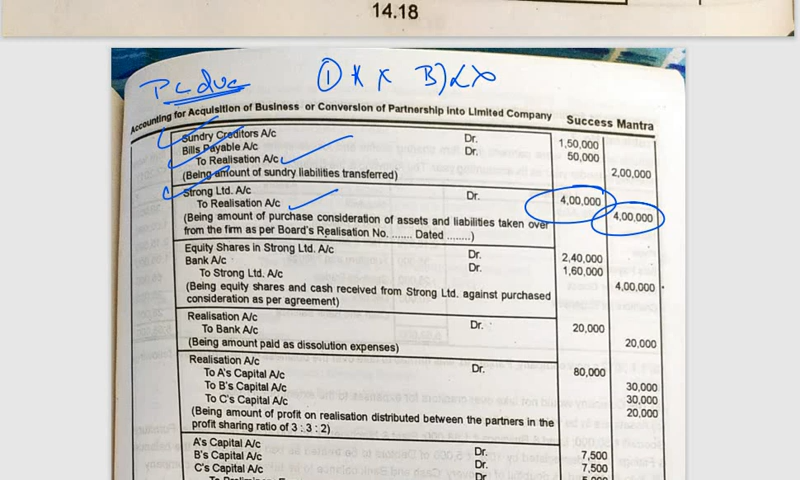 14.18
Pc due ① * x B) L x
Accounting for Acquisition of Business or Conversion of Partnership into Limited Company Success Mantra
Sundry Creditors A/c Dr. 1,50,000
Bills Payable A/c Dr. 50,000
To Realisation A/c 2,00,000
(Being amount of sundry liabilities transferred)
Strong Ltd. A/c Dr. 4,00,000
To Realisation A/c 4,00,000
(Being amount of purchase consideration of assets and liabilities taken over
from the firm as per Board's Realisation No. ....... Dated ........)
Equity Shares in Strong Ltd. A/c Dr. 2,40,000
Bank A/c Dr. 1,60,000
To Strong Ltd. A/c 4,00,000
(Being equity shares and cash received from Strong Ltd. against purchased
consideration as per agreement)
Realisation A/c Dr. 20,000
To Bank A/c 20,000
(Being amount paid as dissolution expenses)
Realisation A/c Dr. 80,000
To A's Capital A/c 30,000
To B's Capital A/c 30,000
To C's Capital A/c 20,000
(Being amount of profit on realisation distributed between the partners in the
profit sharing ratio of 3 : 3 : 2)
A's Capital A/c Dr. 7,500
B's Capital A/c Dr. 7,500
C's Capital A/c Dr. 5,000